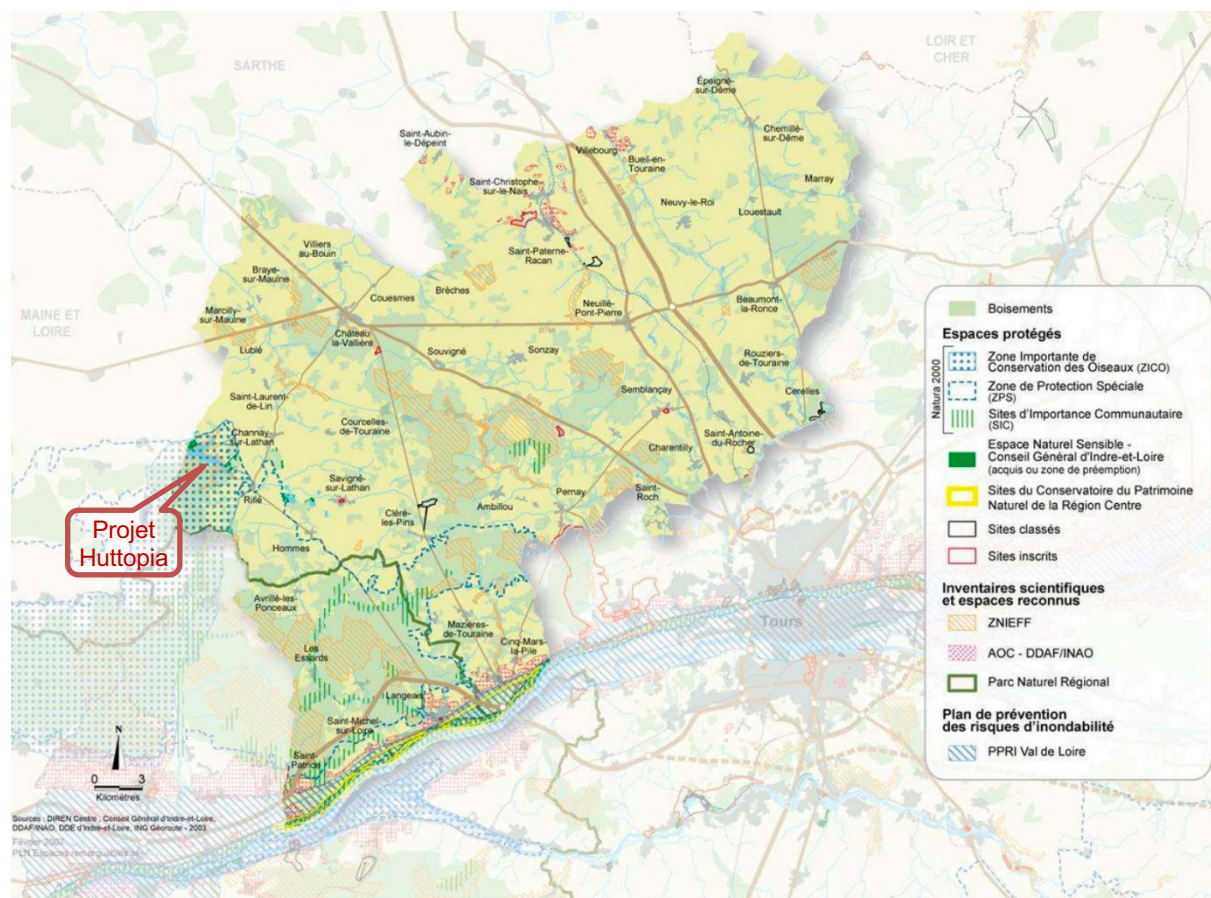 LOIR ET
CHER
SARTHE
Épeigné-
sur-Dême
Saint-Aubin-
le-Dépeint
Chemillé-
sur-Dême
Villebourg
Bueil-en-
Touraine
Marray
Saint-Christophe-
sur-le-Nais
Neuvy-le-Roi
Louestault
Villiers
au-Bouin
Saint-Paterne-
Racan
Braye-
sur-Maulne
Couesmes
Brèches
MAINE ET
LOIRE
Marcilly-
sur-Maulne
Neuillé-
Pont-Pierre
Beaumont-
la-Ronce
Château
la-Vallière
Lublé
Souvigné
Sonzay
Rouziers-
de-Touraine
Semblançay
Cerelles
Saint-Laurent-
de-Lin
Courcelles-
de-Touraine
Channay-
sur-Lathan
Charentilly
Saint-Antoine-
du-Rocher
Savigné-
sur-Lathan
Rillé
Pernay
Saint-
Roch
Cléré-
les-Pins
Ambillou
Projet
Huttopia
Hommes
Avrillé-les-
Ponceaux
Mazières-
de-Touraine
Tours
Cinq-Mars-
la-Pile
Les
Essards
Langeais
Saint-Michel-
sur-Loire
Saint-
Patrice
N
0 3
Kilomètres
Sources : DIREN Centre , Conseil Général d'Indre-et-Loire,
DDAF/INAO, DDE d'Indre-et-Loire, ING Géoroute - 2003
Février 2007
PLN Espaces remarquables.ai
Boisements
Espaces protégés
Natura 2000
Zone Importante de
Conservation des Oiseaux (ZICO)
Zone de Protection Spéciale
(ZPS)
Sites d'Importance Communautaire
(SIC)
Espace Naturel Sensible -
Conseil Général d'Indre-et-Loire
(acquis ou zone de préemption)
Sites du Conservatoire du Patrimoine
Naturel de la Région Centre
Sites classés
Sites inscrits
Inventaires scientifiques
et espaces reconnus
ZNIEFF
AOC - DDAF/INAO
Parc Naturel Régional
Plan de prévention
des risques d'inondabilité
PPRI Val de Loire